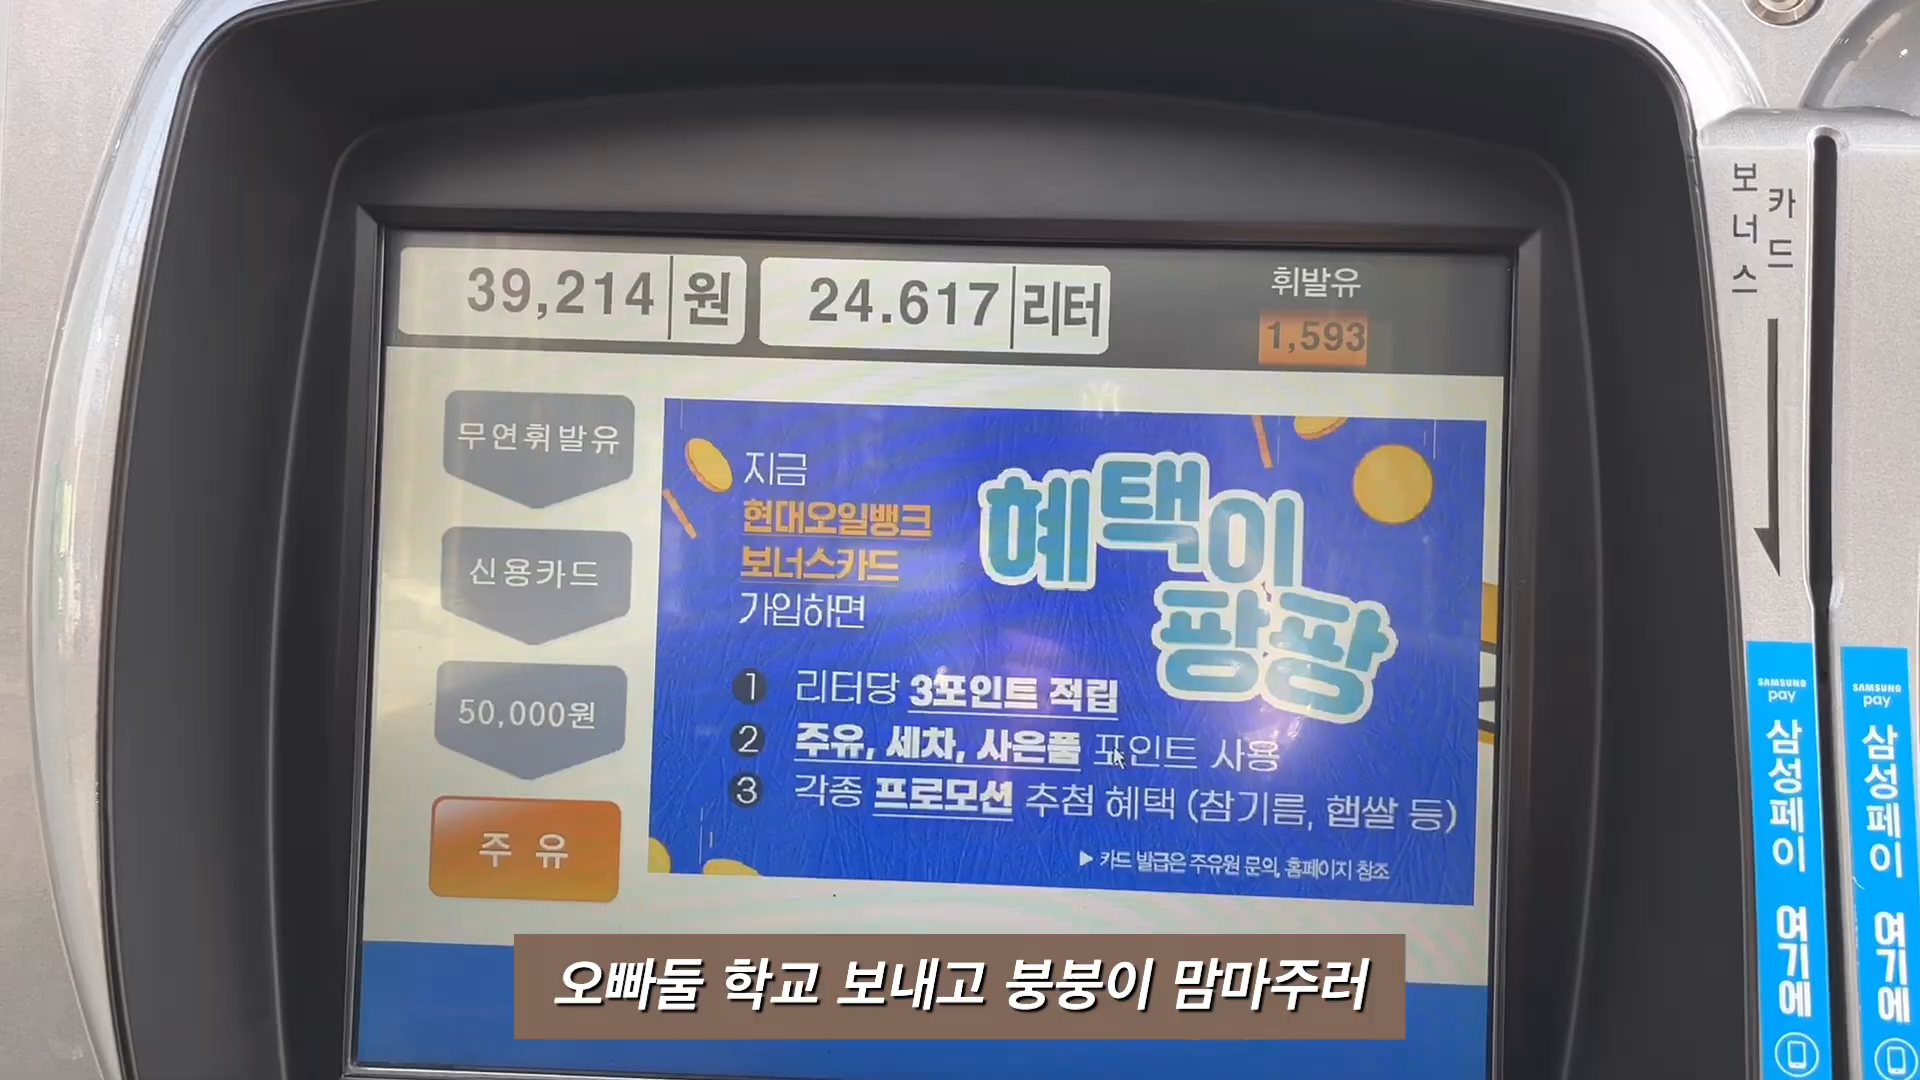 39,214 원
24.617 리터
휘발유
1,593
무연휘발유
신용카드
50,000원
주 유
지금
현대오일뱅크
보너스카드
가입하면
혜택이
팡팡
1 리터당 3포인트 적립
2 주유, 세차, 사은품 포인트 사용
3 각종 프로모션 추첨 혜택 (참기름, 햅쌀 등)
▶ 카드 발급은 주유원 문의, 홈페이지 참조
보너스
카드
SAMSUNG
pay
삼성페이 여기에
SAMSUNG
pay
삼성페이 여기에
오빠둘 학교 보내고 붕붕이 맘마주러